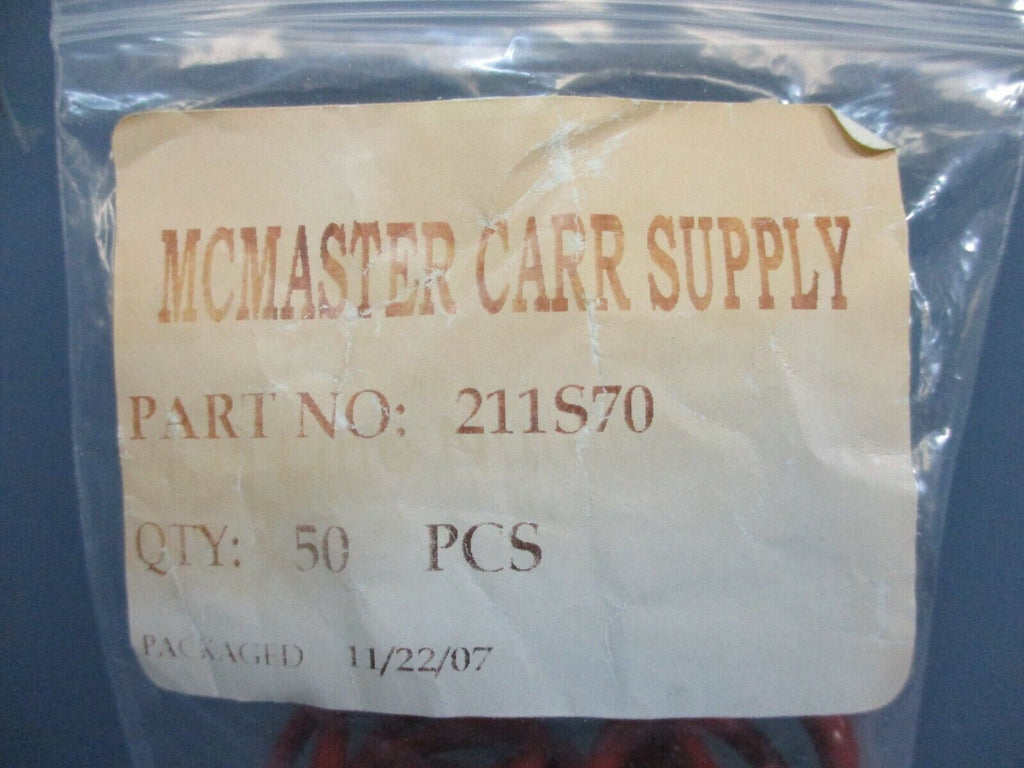 MCMASTER CARR SUPPLY
PART NO: 211S70
QTY: 50 PCS
PACKAGED 11/22/07